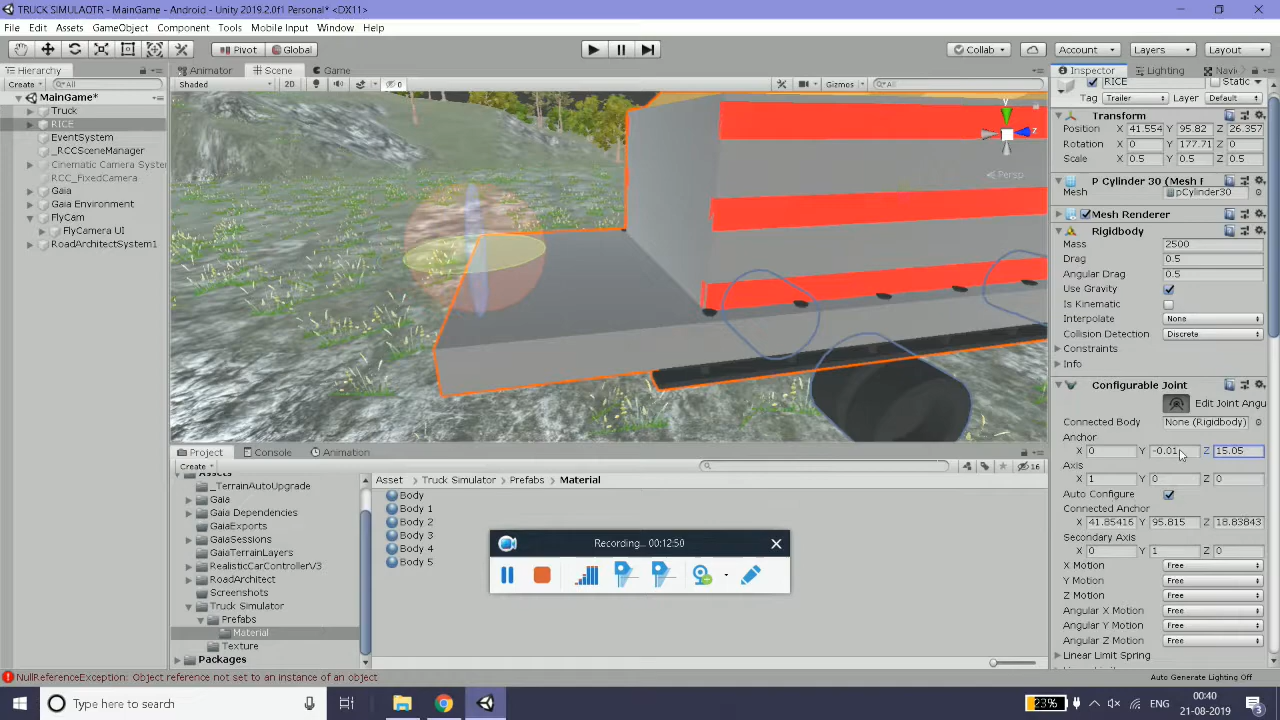 TRUCK SIMULAOTR - MainGame - Android - Unity 2019.2.0f1 Personal* <DX11>
File Edit Assets GameObject Component Tools Mobile Input Window Help
Pivot Global Collab Account Layers Layout
Hierarchy Animator Scene Game Inspector Lighting Navi
Create All Shaded 2D 0 Gizmos All RICE Static
MainGame* Tag Trailer Layer Default
Truck Transform
RICE Position 41.554 95.82 20.357
EventSystem Rotation 0 177.71 0
_RCCSceneManager Scale 0.5 0.5 0.5
Cinematic Camera System
RCC_FixedCamera P Cylinder 30 (Mesh F
Gaia Mesh pCylinder30
Gaia Environment Mesh Renderer
FlyCam Rigidbody
FlyCamera UI Mass 2500
RoadArchitectSystem1 Drag 0.5
Angular Drag 0.5
Use Gravity
Is Kinematic
Interpolate None
Collision Detection Discrete
Constraints
Info
Configurable Joint
Edit Joint Angu
Connected Body None (Rigidbody)
Anchor
X 0 Y -0.01 Z 15.05
Axis
X 1 Y 0 Z 0
Auto Configure
Connected Anchor
X 41.85416 Y 95.815 Z 18.83843
Secondary Axis
X 0 Y 1 Z 0
X Motion Free
Y Motion Free
Z Motion Free
Angular X Motion Free
Angular Y Motion Free
Angular Z Motion Free
Linear Limit Spring
y
z
Persp
Project Console Animation
Create 16
Assets
_TerrainAutoUpgrade
Gaia
Gaia Dependencies
GaiaExports
GaiaSessions
GaiaTerrainLayers
RealisticCarControllerV3
RoadArchitect
Screenshots
Truck Simulator
Prefabs
Material
Texture
Packages
Asset Truck Simulator Prefabs Material
Body
Body 1
Body 2
Body 3
Body 4
Body 5
Recording... 00:12:50
NullReferenceException: Object reference not set to an instance of an object
Auto Generate Lighting Off
Type here to search
23% ENG 00:40
21-08-2019 3